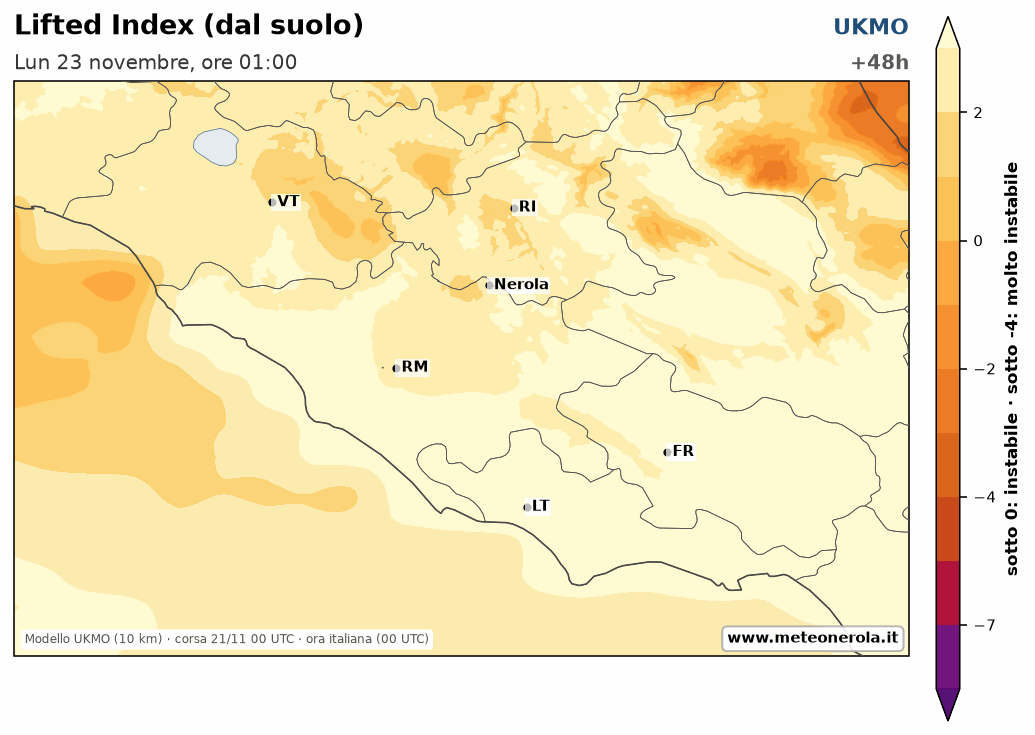 Lifted Index (dal suolo)
UKMO
Lun 23 novembre, ore 01:00
+48h
VT
RI
Nerola
RM
FR
LT
2
0
−2
−4
−7
sotto 0: instabile · sotto -4: molto instabile
Modello UKMO (10 km) · corsa 21/11 00 UTC · ora italiana (00 UTC)
www.meteonerola.it